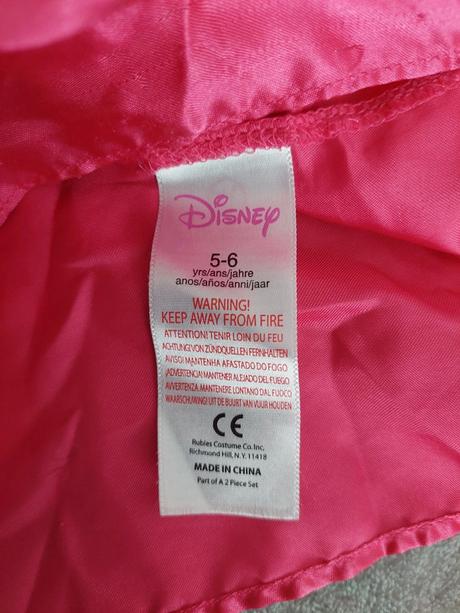 Disney
5-6
yrs/ans/jahre
anos/años/anni/jaar
WARNING!
KEEP AWAY FROM FIRE
ATTENTION! TENIR LOIN DU FEU
ACHTUNG! VON ZÜNDQUELLEN FERNHALTEN
AVISO! MANTENHA AFASTADO DO FOGO
¡ADVERTENCIA! MANTENER ALEJADO DEL FUEGO
AVVERTENZA. MANTENERE LONTANO DAL FUOCO
WAARSCHUWING! UIT DE BUURT VAN VUUR HOUDEN
CE
Rubies Costume Co. Inc,
Richmond Hill, N.Y. 11418
MADE IN CHINA
Part of A 2 Piece Set